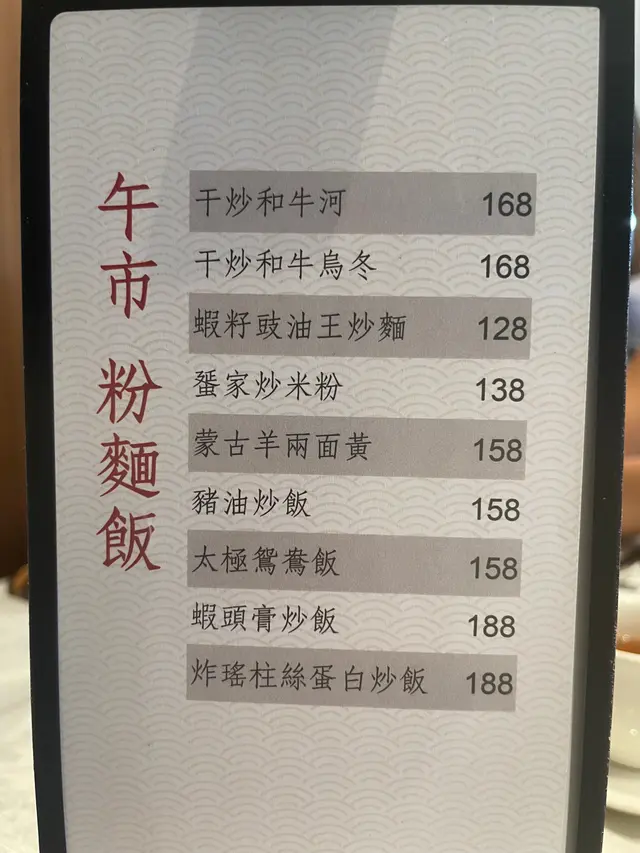 午市 粉麵飯
干炒和牛河 168
干炒和牛烏冬 168
蝦籽豉油王炒麵 128
蜑家炒米粉 138
蒙古羊兩面黃 158
豬油炒飯 158
太極鴛鴦飯 158
蝦頭膏炒飯 188
炸瑤柱絲蛋白炒飯 188